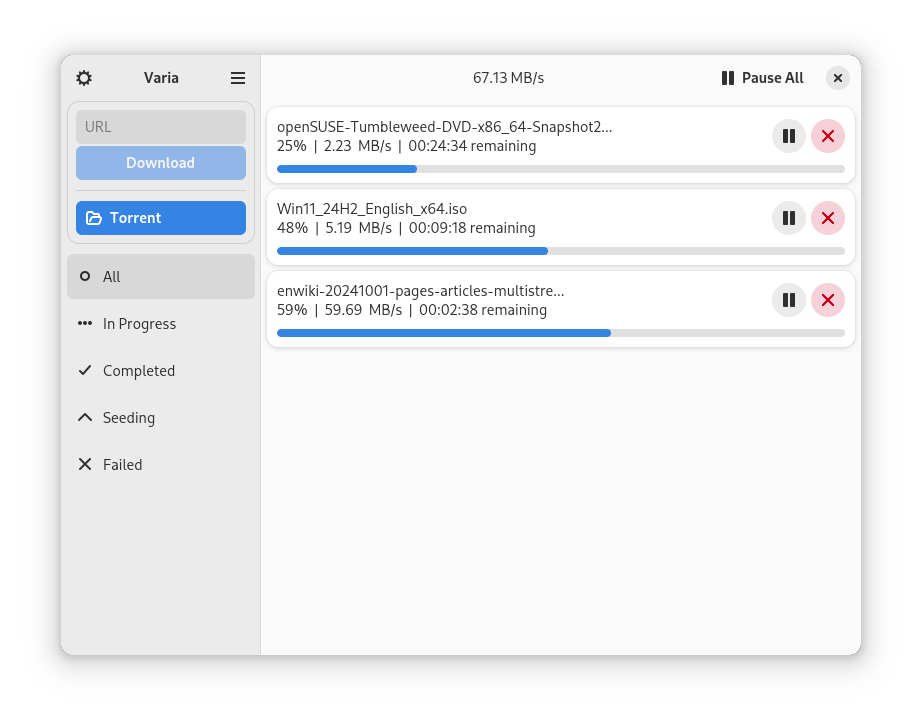 Varia
67.13 MB/s
Pause All
URL
Download
Torrent
All
In Progress
Completed
Seeding
Failed
openSUSE-Tumbleweed-DVD-x86_64-Snapshot2...
25% | 2.23 MB/s | 00:24:34 remaining
Win11_24H2_English_x64.iso
48% | 5.19 MB/s | 00:09:18 remaining
enwiki-20241001-pages-articles-multistre...
59% | 59.69 MB/s | 00:02:38 remaining